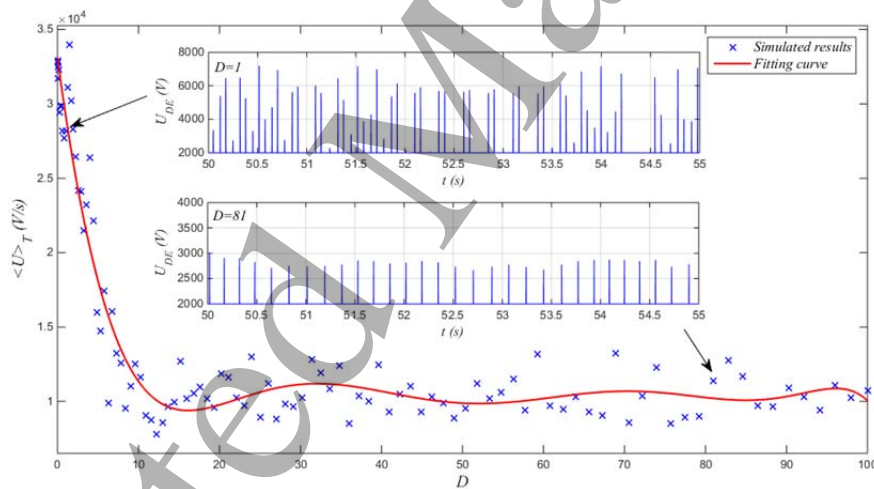 × 10⁴
3.5
3
2.5
2
1.5
1
<U>_T (V/s)
0 10 20 30 40 50 60 70 80 90 100
D
Simulated results
Fitting curve
D=1
8000
6000
4000
2000
U_DE (V)
50 50.5 51 51.5 52 52.5 53 53.5 54 54.5 55
t (s)
D=81
4000
3500
3000
2500
2000
U_DE (V)
50 50.5 51 51.5 52 52.5 53 53.5 54 54.5 55
t (s)
ted Ma